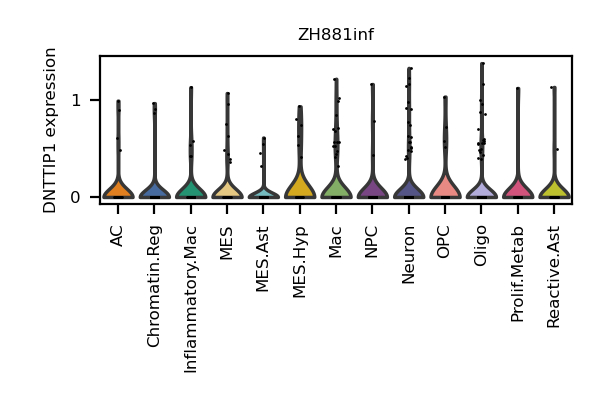 ZH881inf
DNTTIP1 expression
1
0
AC
Chromatin.Reg
Inflammatory.Mac
MES
MES.Ast
MES.Hyp
Mac
NPC
Neuron
OPC
Oligo
Prolif.Metab
Reactive.Ast